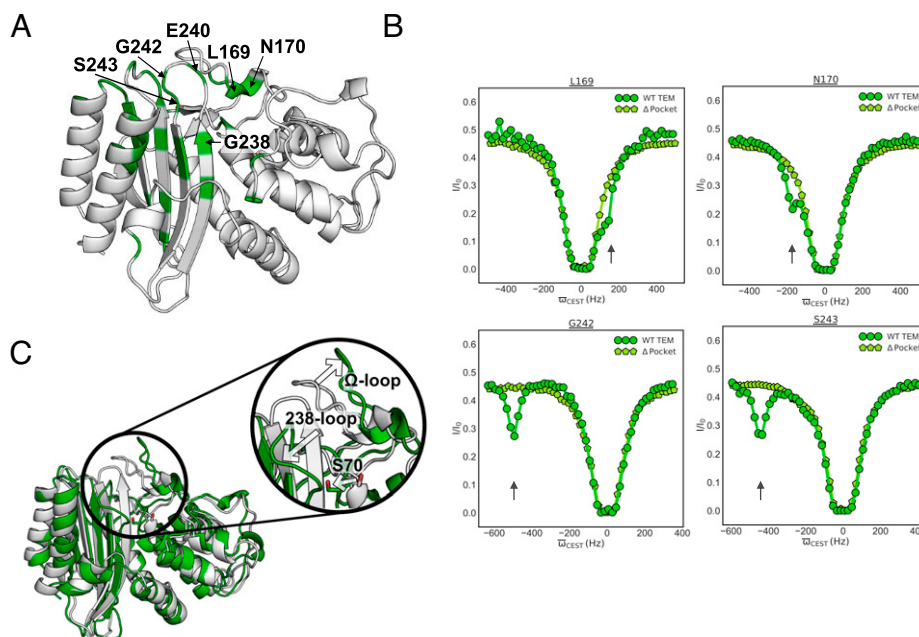 A
E240
G242
L169
N170
S243
G238
B
L169
WT TEM
Δ Pocket
I/I0
0.6
0.5
0.4
0.3
0.2
0.1
0.0
−400 −200 0 200 400
ϖCEST (Hz)
N170
WT TEM
Δ Pocket
I/I0
0.6
0.5
0.4
0.3
0.2
0.1
0.0
−400 −200 0 200 400
ϖCEST (Hz)
G242
WT TEM
Δ Pocket
I/I0
0.6
0.5
0.4
0.3
0.2
0.1
0.0
−600 −400 −200 0 200
ϖCEST (Hz)
S243
WT TEM
Δ Pocket
I/I0
0.6
0.5
0.4
0.3
0.2
0.1
0.0
−600 −400 −200 0 200 400
ϖCEST (Hz)
C
Ω-loop
238-loop
S70